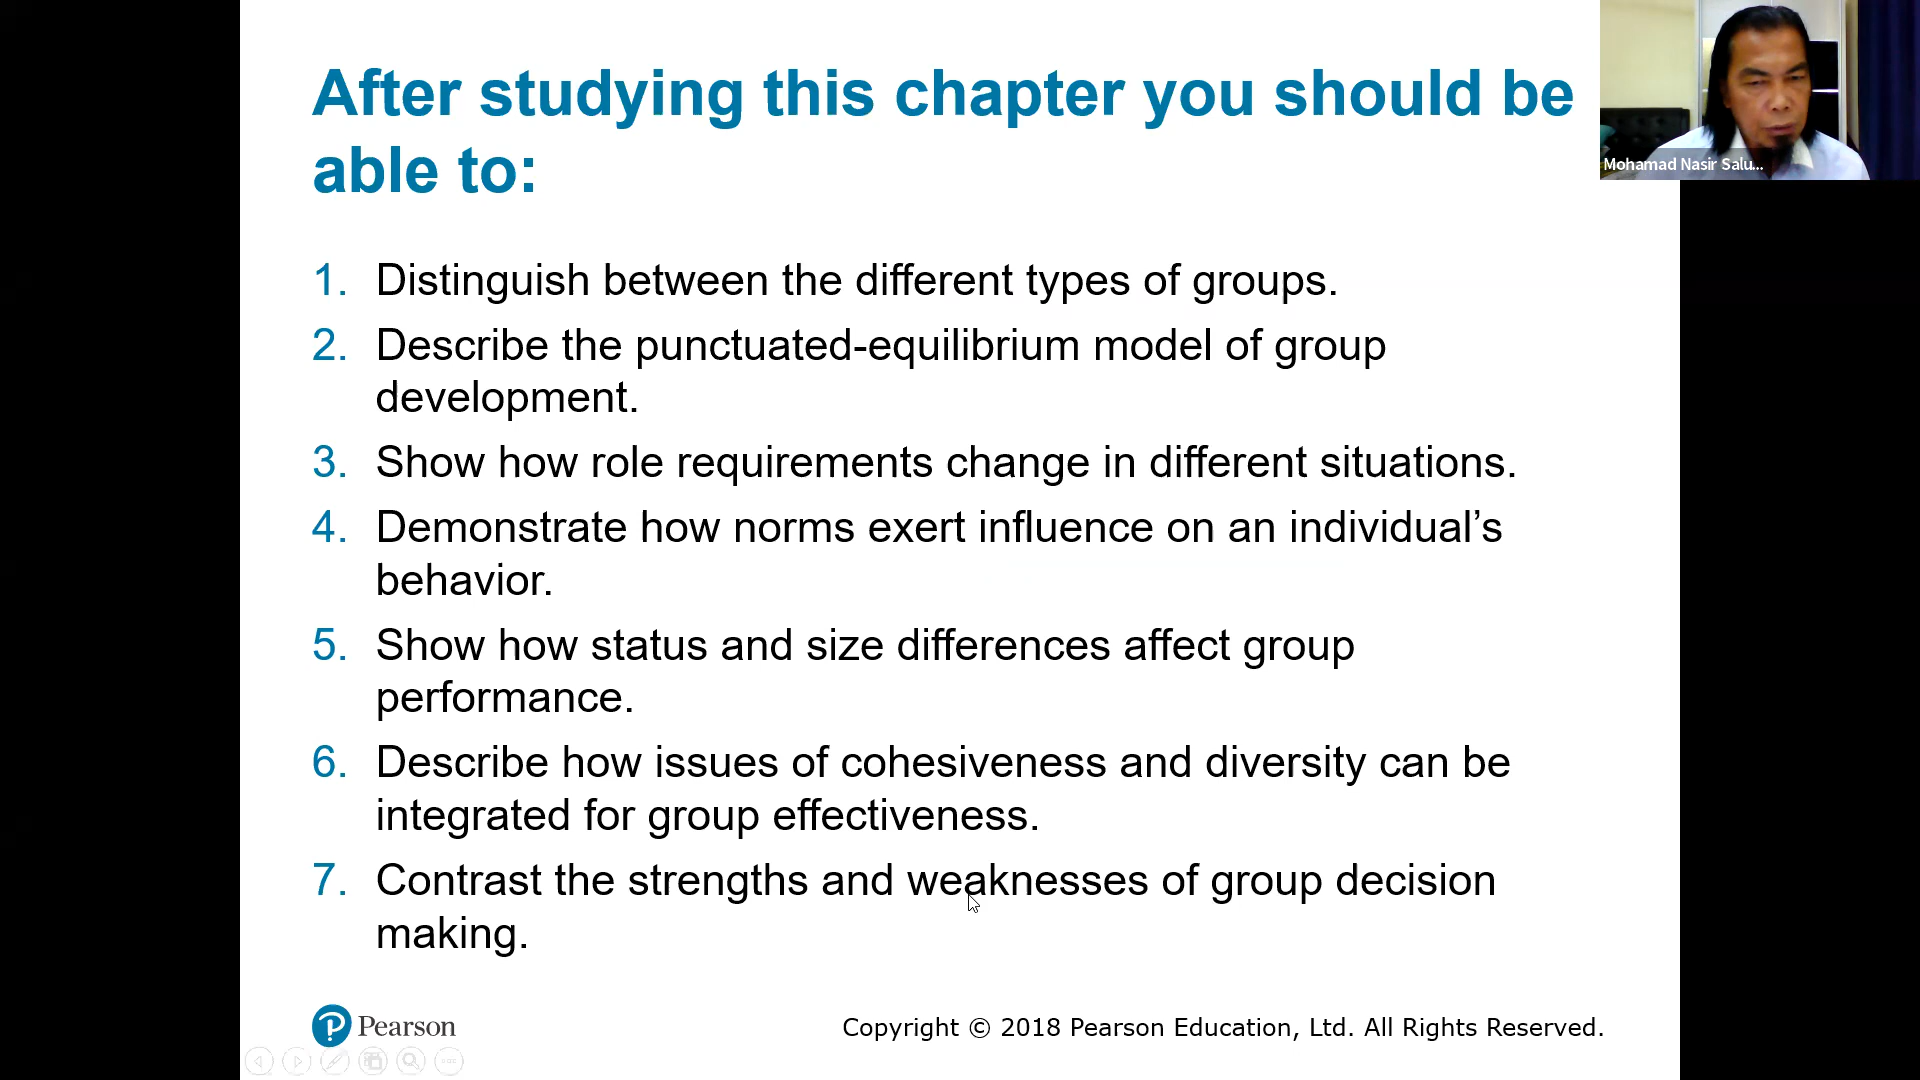 After studying this chapter you should be
able to:
Mohamad Nasir Salu...
1. Distinguish between the different types of groups.
2. Describe the punctuated-equilibrium model of group
development.
3. Show how role requirements change in different situations.
4. Demonstrate how norms exert influence on an individual’s
behavior.
5. Show how status and size differences affect group
performance.
6. Describe how issues of cohesiveness and diversity can be
integrated for group effectiveness.
7. Contrast the strengths and weaknesses of group decision
making.
Pearson
Copyright © 2018 Pearson Education, Ltd. All Rights Reserved.